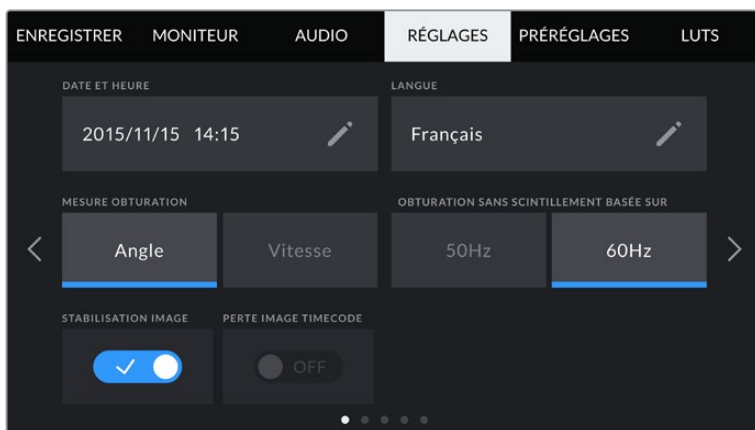 ENREGISTRER MONITEUR AUDIO RÉGLAGES PRÉRÉGLAGES LUTS
DATE ET HEURE LANGUE
2015/11/15 14:15 Français
MESURE OBTURATION OBTURATION SANS SCINTILLEMENT BASÉE SUR
Angle Vitesse 50Hz 60Hz
STABILISATION IMAGE PERTE IMAGE TIMECODE
OFF